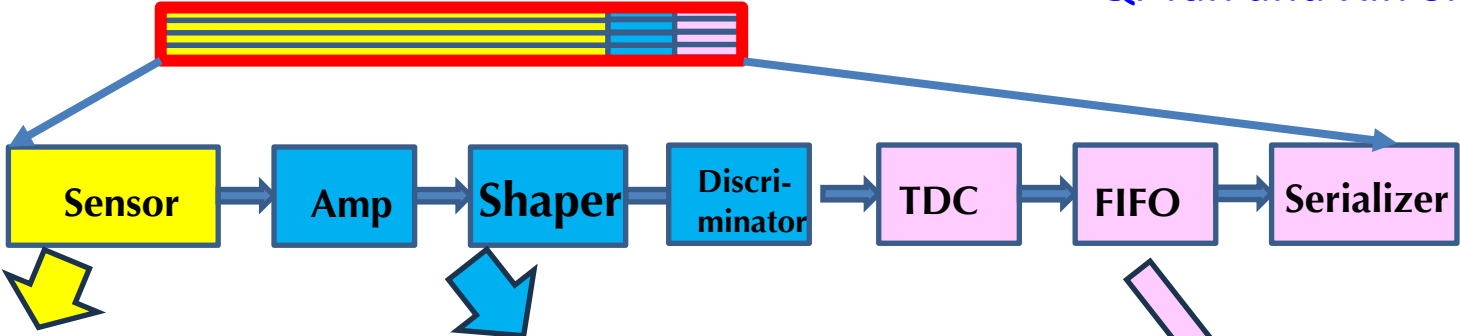 Sensor
Amp
Shaper
Discri-
minator
TDC
FIFO
Serializer